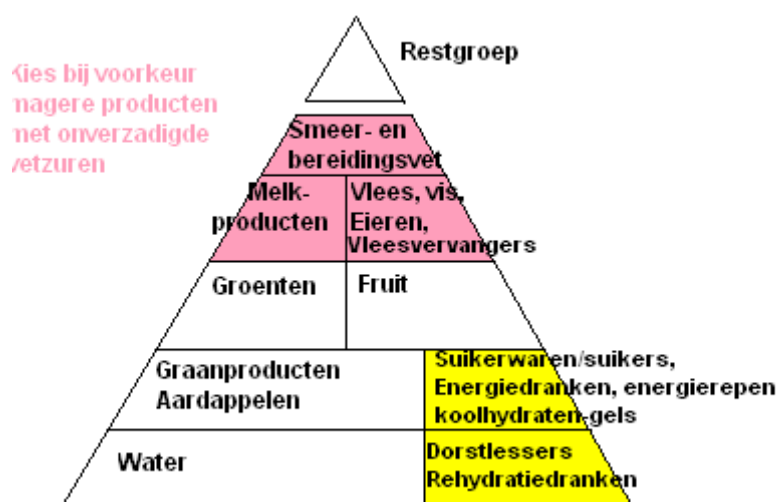 Restgroep
Kies bij voorkeur
magere producten
met onverzadigde
vetzuren
Smeer- en
bereidingsvet
Melk-
producten
Vlees, vis,
Eieren,
Vleesvervangers
Groenten
Fruit
Graanproducten
Aardappelen
Suikerwaren/suikers,
Energiedranken, energierepen
koolhydraten-gels
Water
Dorstlessers
Rehydratiedranken